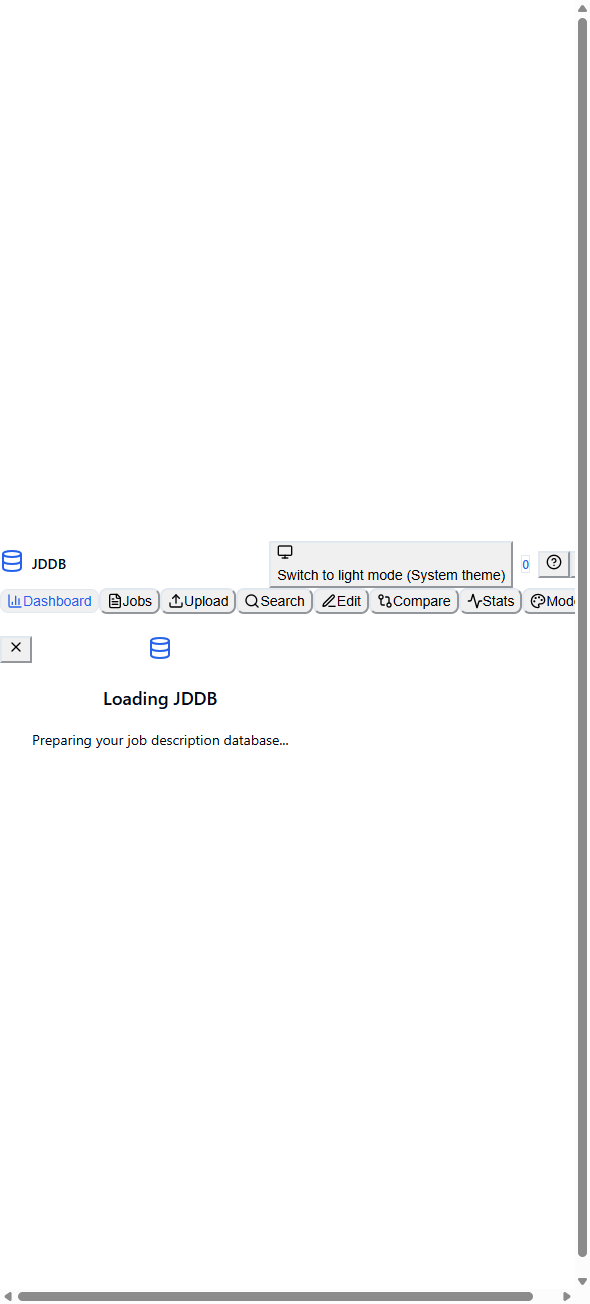 JDDB
Switch to light mode (System theme)
0
Dashboard Jobs Upload Search Edit Compare Stats Mod
Loading JDDB
Preparing your job description database...